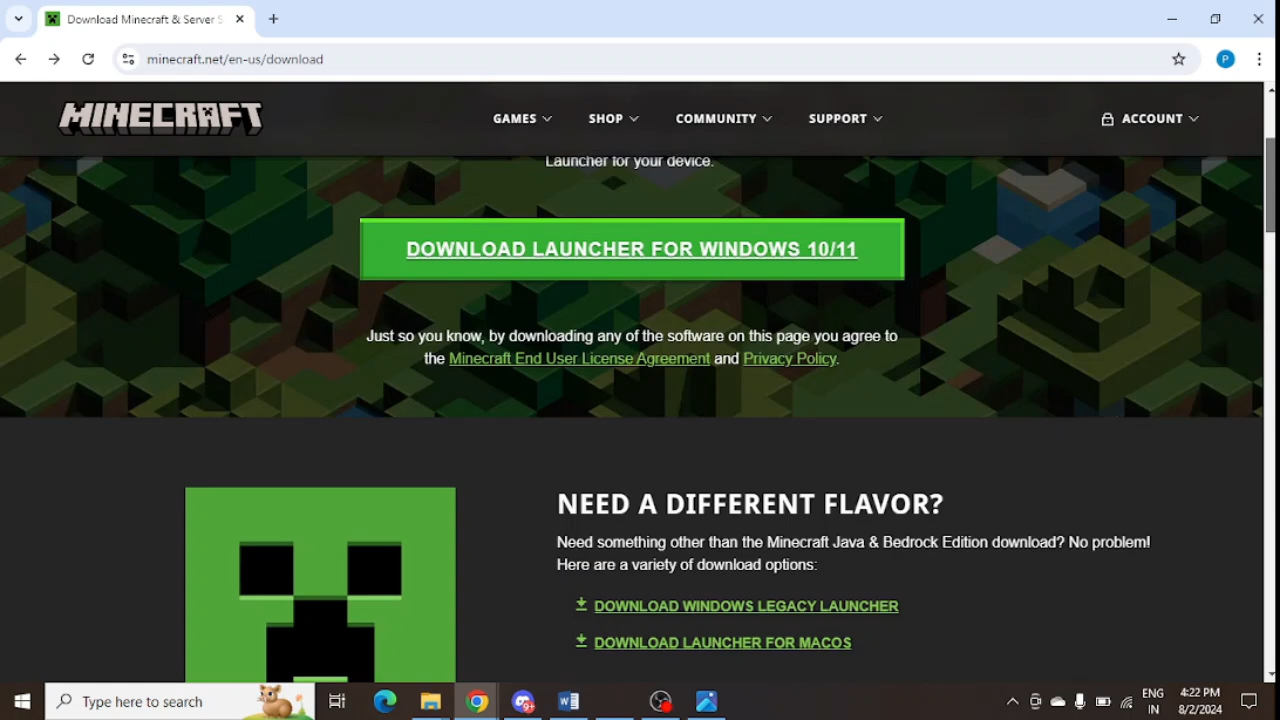 Download Minecraft & Server S
minecraft.net/en-us/download
P
MINECRAFT
GAMES
SHOP
COMMUNITY
SUPPORT
ACCOUNT
Launcher for your device.
DOWNLOAD LAUNCHER FOR WINDOWS 10/11
Just so you know, by downloading any of the software on this page you agree to
the Minecraft End User License Agreement and Privacy Policy.
NEED A DIFFERENT FLAVOR?
Need something other than the Minecraft Java & Bedrock Edition download? No problem!
Here are a variety of download options:
DOWNLOAD WINDOWS LEGACY LAUNCHER
DOWNLOAD LAUNCHER FOR MACOS
Type here to search
9+
W
ENG
IN
4:22 PM
8/2/2024